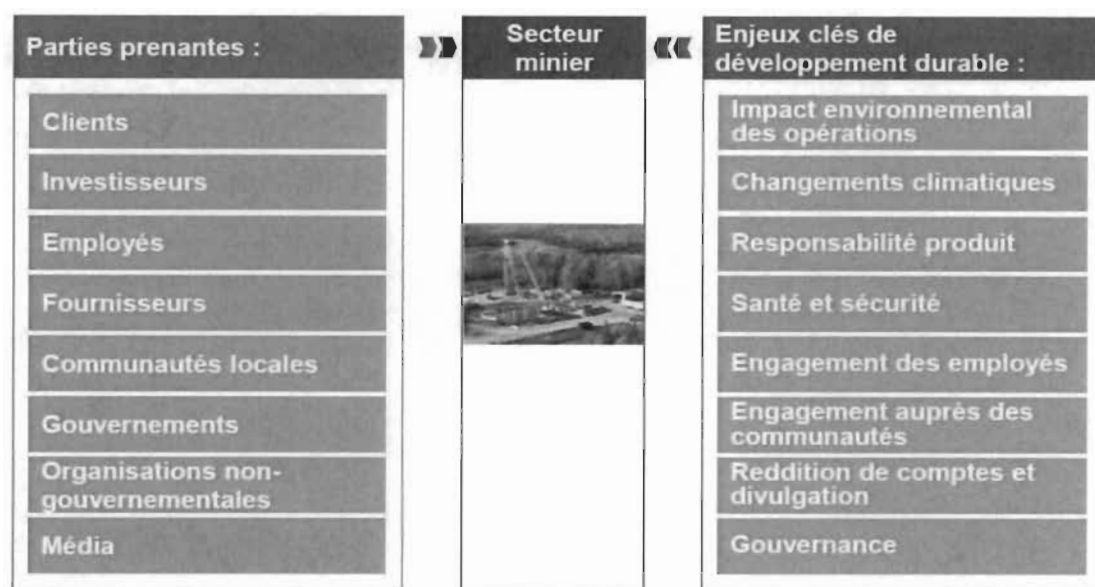 Parties prenantes :
Clients
Investisseurs
Employés
Fournisseurs
Communautés locales
Gouvernements
Organisations non-
gouvernementales
Média
Secteur
minier
Enjeux clés de
développement durable :
Impact environnemental
des opérations
Changements climatiques
Responsabilité produit
Santé et sécurité
Engagement des employés
Engagement auprès des
communautés
Reddition de comptes et
divulgation
Gouvernance